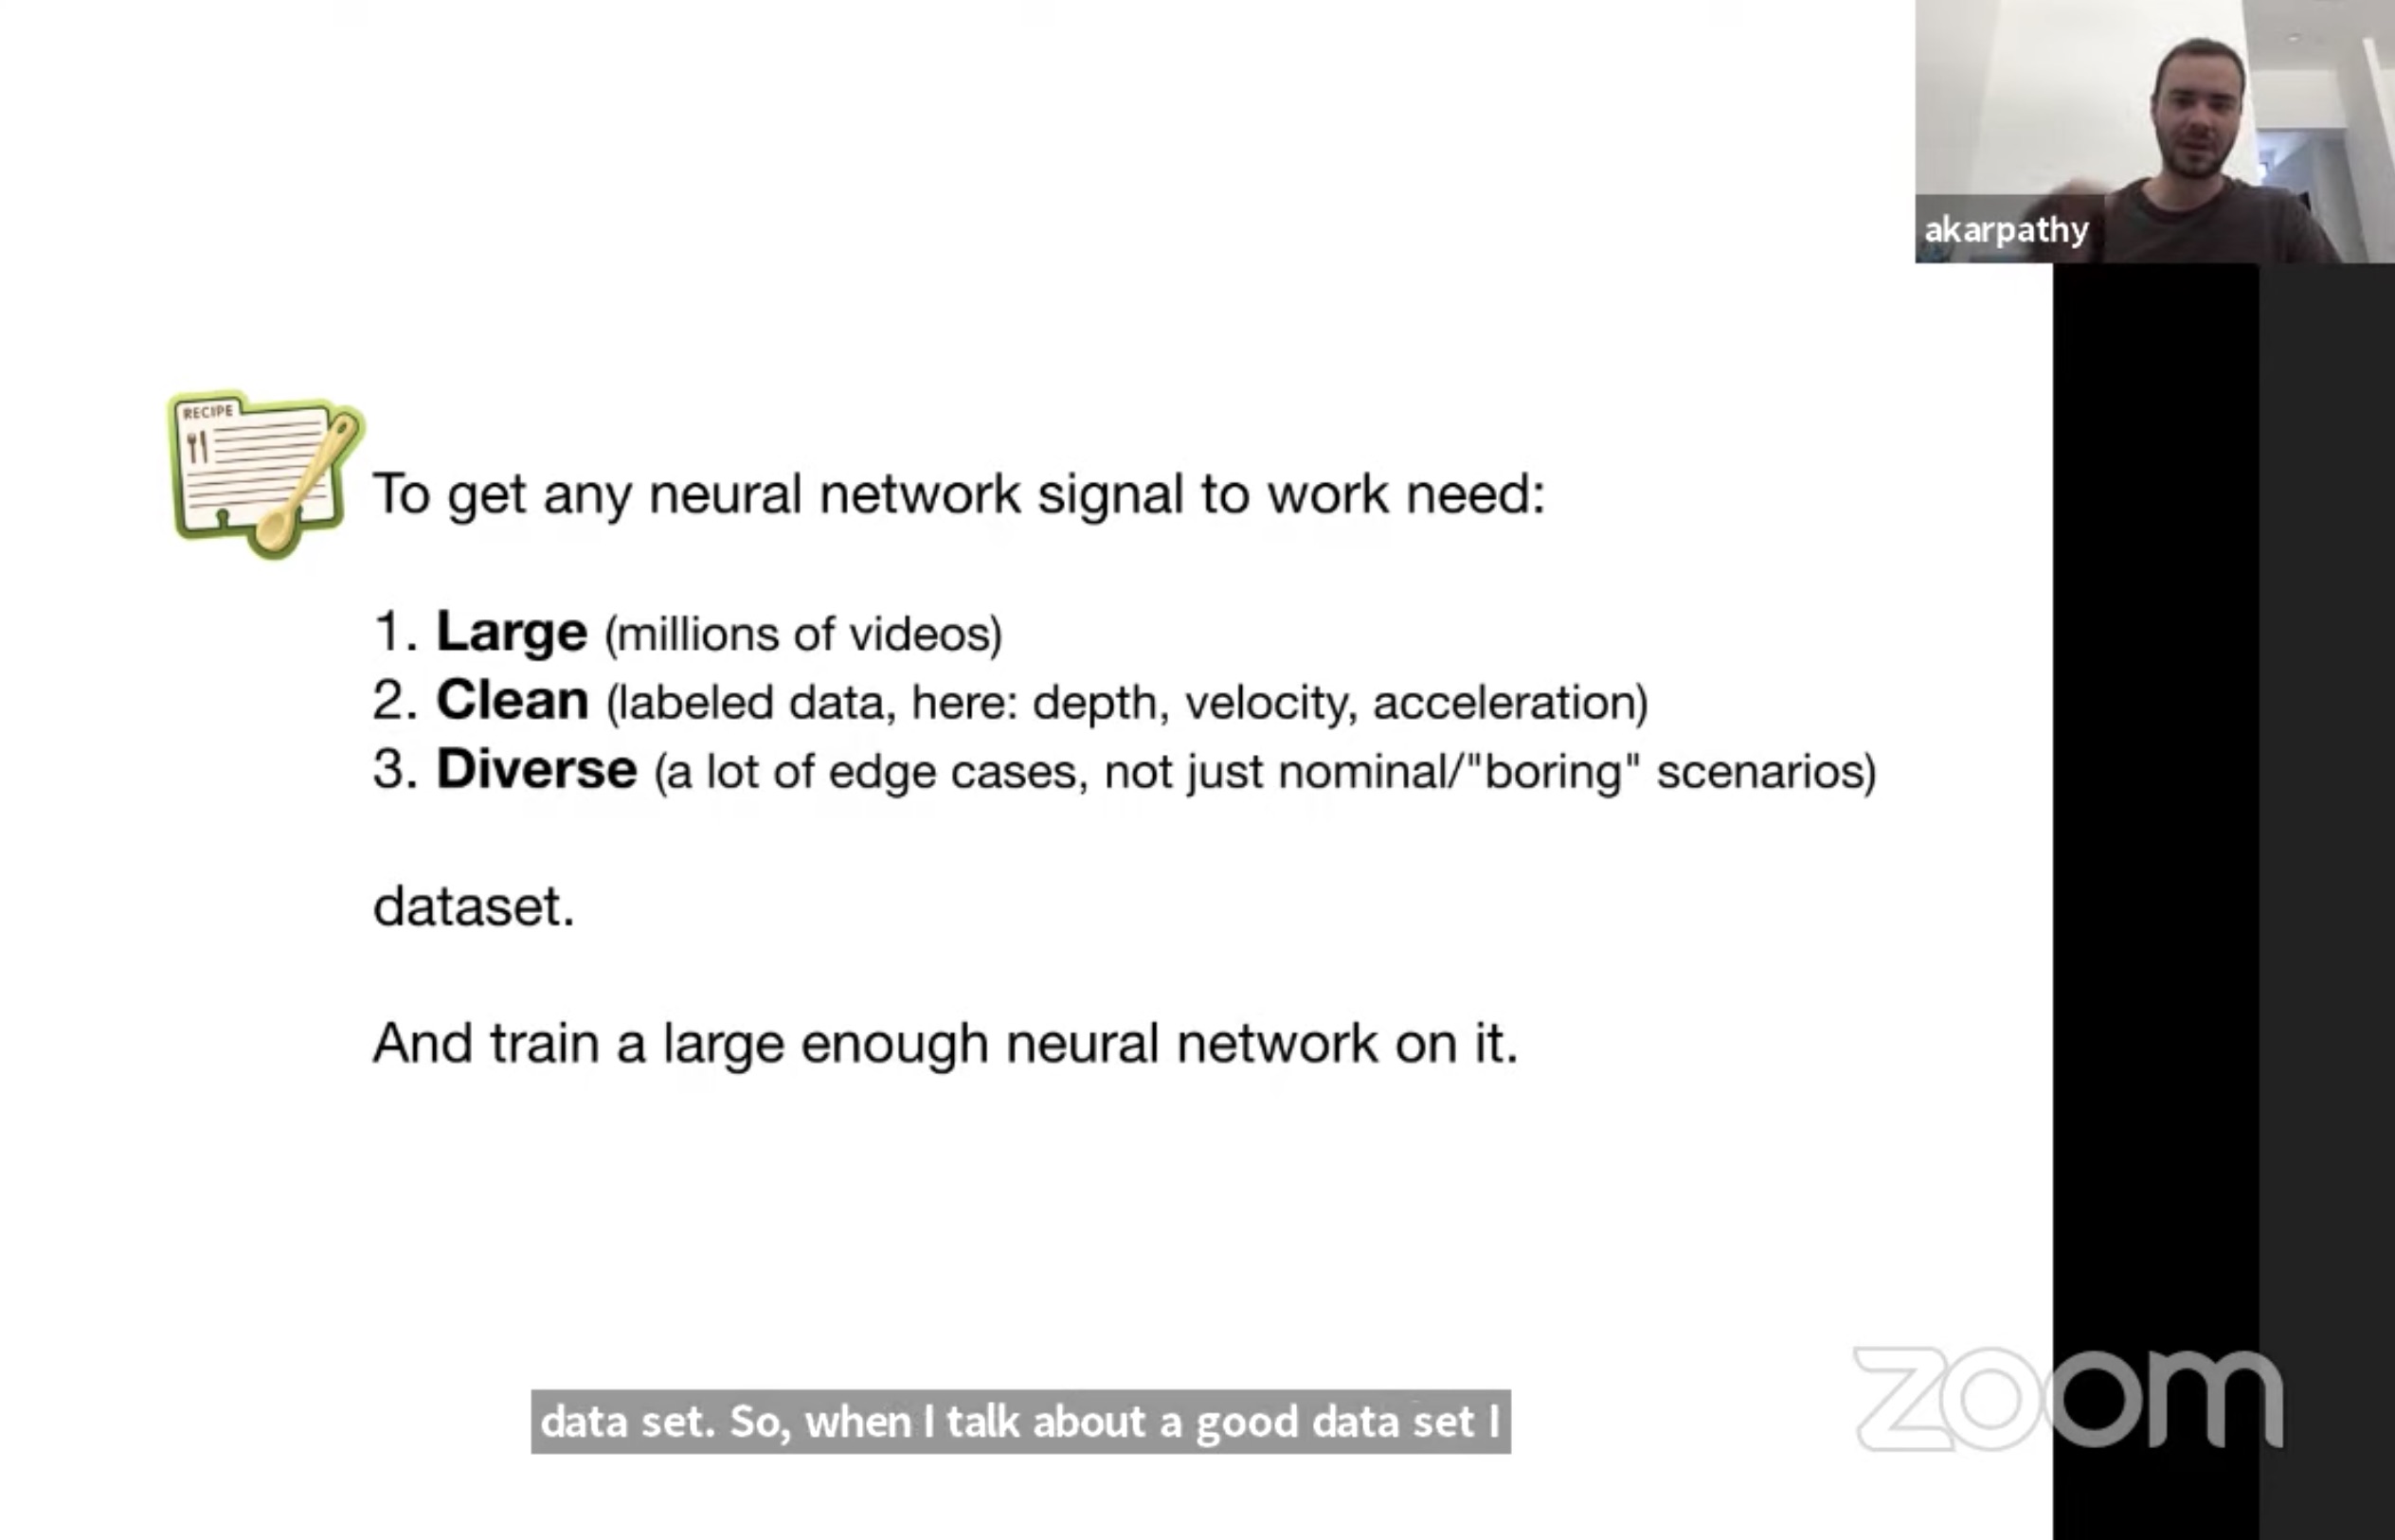 akarpathy
RECIPE
To get any neural network signal to work need:
1. Large (millions of videos)
2. Clean (labeled data, here: depth, velocity, acceleration)
3. Diverse (a lot of edge cases, not just nominal/"boring" scenarios)
dataset.
And train a large enough neural network on it.
data set. So, when I talk about a good data set I
zoom